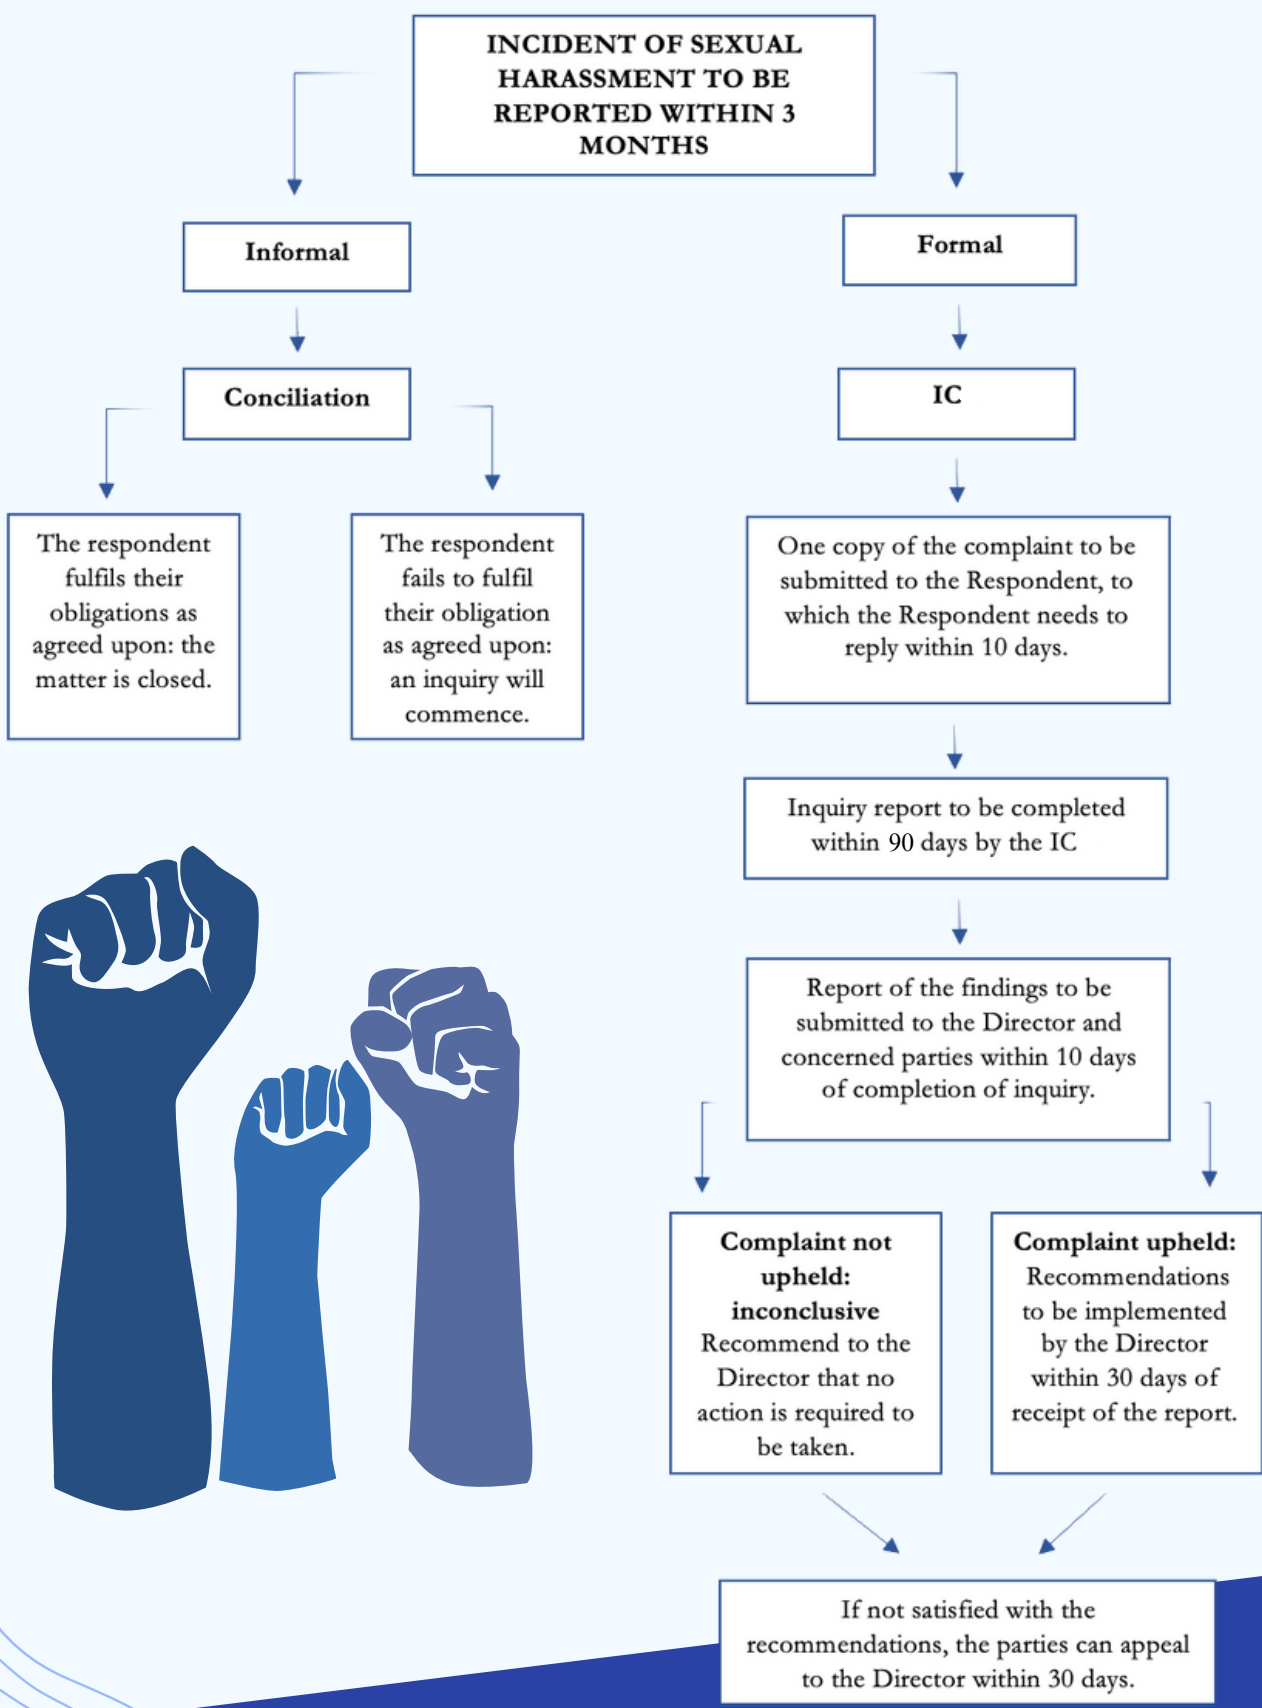 INCIDENT OF SEXUAL
HARASSMENT TO BE
REPORTED WITHIN 3
MONTHS
Informal
Formal
Conciliation
IC
The respondent
fulfils their
obligations as
agreed upon: the
matter is closed.
The respondent
fails to fulfil
their obligation
as agreed upon:
an inquiry will
commence.
One copy of the complaint to be
submitted to the Respondent, to
which the Respondent needs to
reply within 10 days.
Inquiry report to be completed
within 90 days by the IC
Report of the findings to be
submitted to the Director and
concerned parties within 10 days
of completion of inquiry.
Complaint not
upheld:
inconclusive
Recommend to the
Director that no
action is required to
be taken.
Complaint upheld:
Recommendations
to be implemented
by the Director
within 30 days of
receipt of the report.
If not satisfied with the
recommendations, the parties can appeal
to the Director within 30 days.